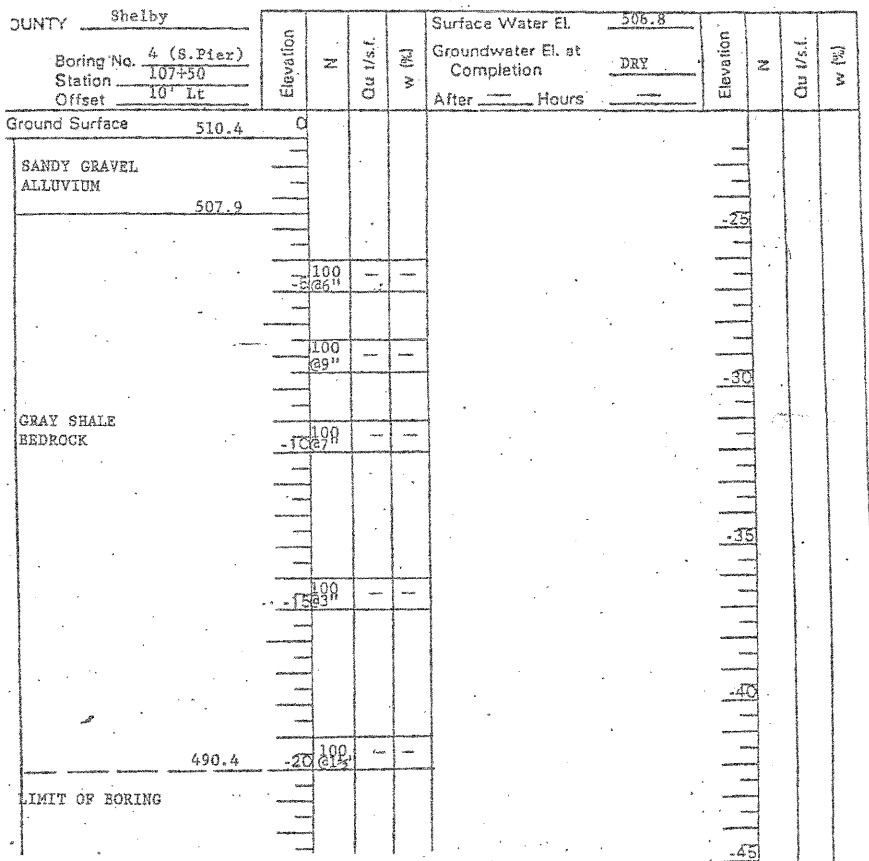 OUNTY Shelby
Boring No. 4 (S.Pier)
Station 107+50
Offset 10' Lt
Elevation
N
Qu t/s.f.
w (%)
Surface Water El. 506.8
Groundwater El. at
Completion DRY
After — Hours —
Elevation
N
Qu t/s.f.
w (%)
Ground Surface 510.4 0
SANDY GRAVEL
ALLUVIUM
507.9
-25
100 — —
-5 @6"
100 — —
@9"
-30
GRAY SHALE
BEDROCK
100 — —
-10 @7"
-35
100 — —
-15 @3"
-40
490.4 -20 100 — —
@1½"
LIMIT OF BORING
-45